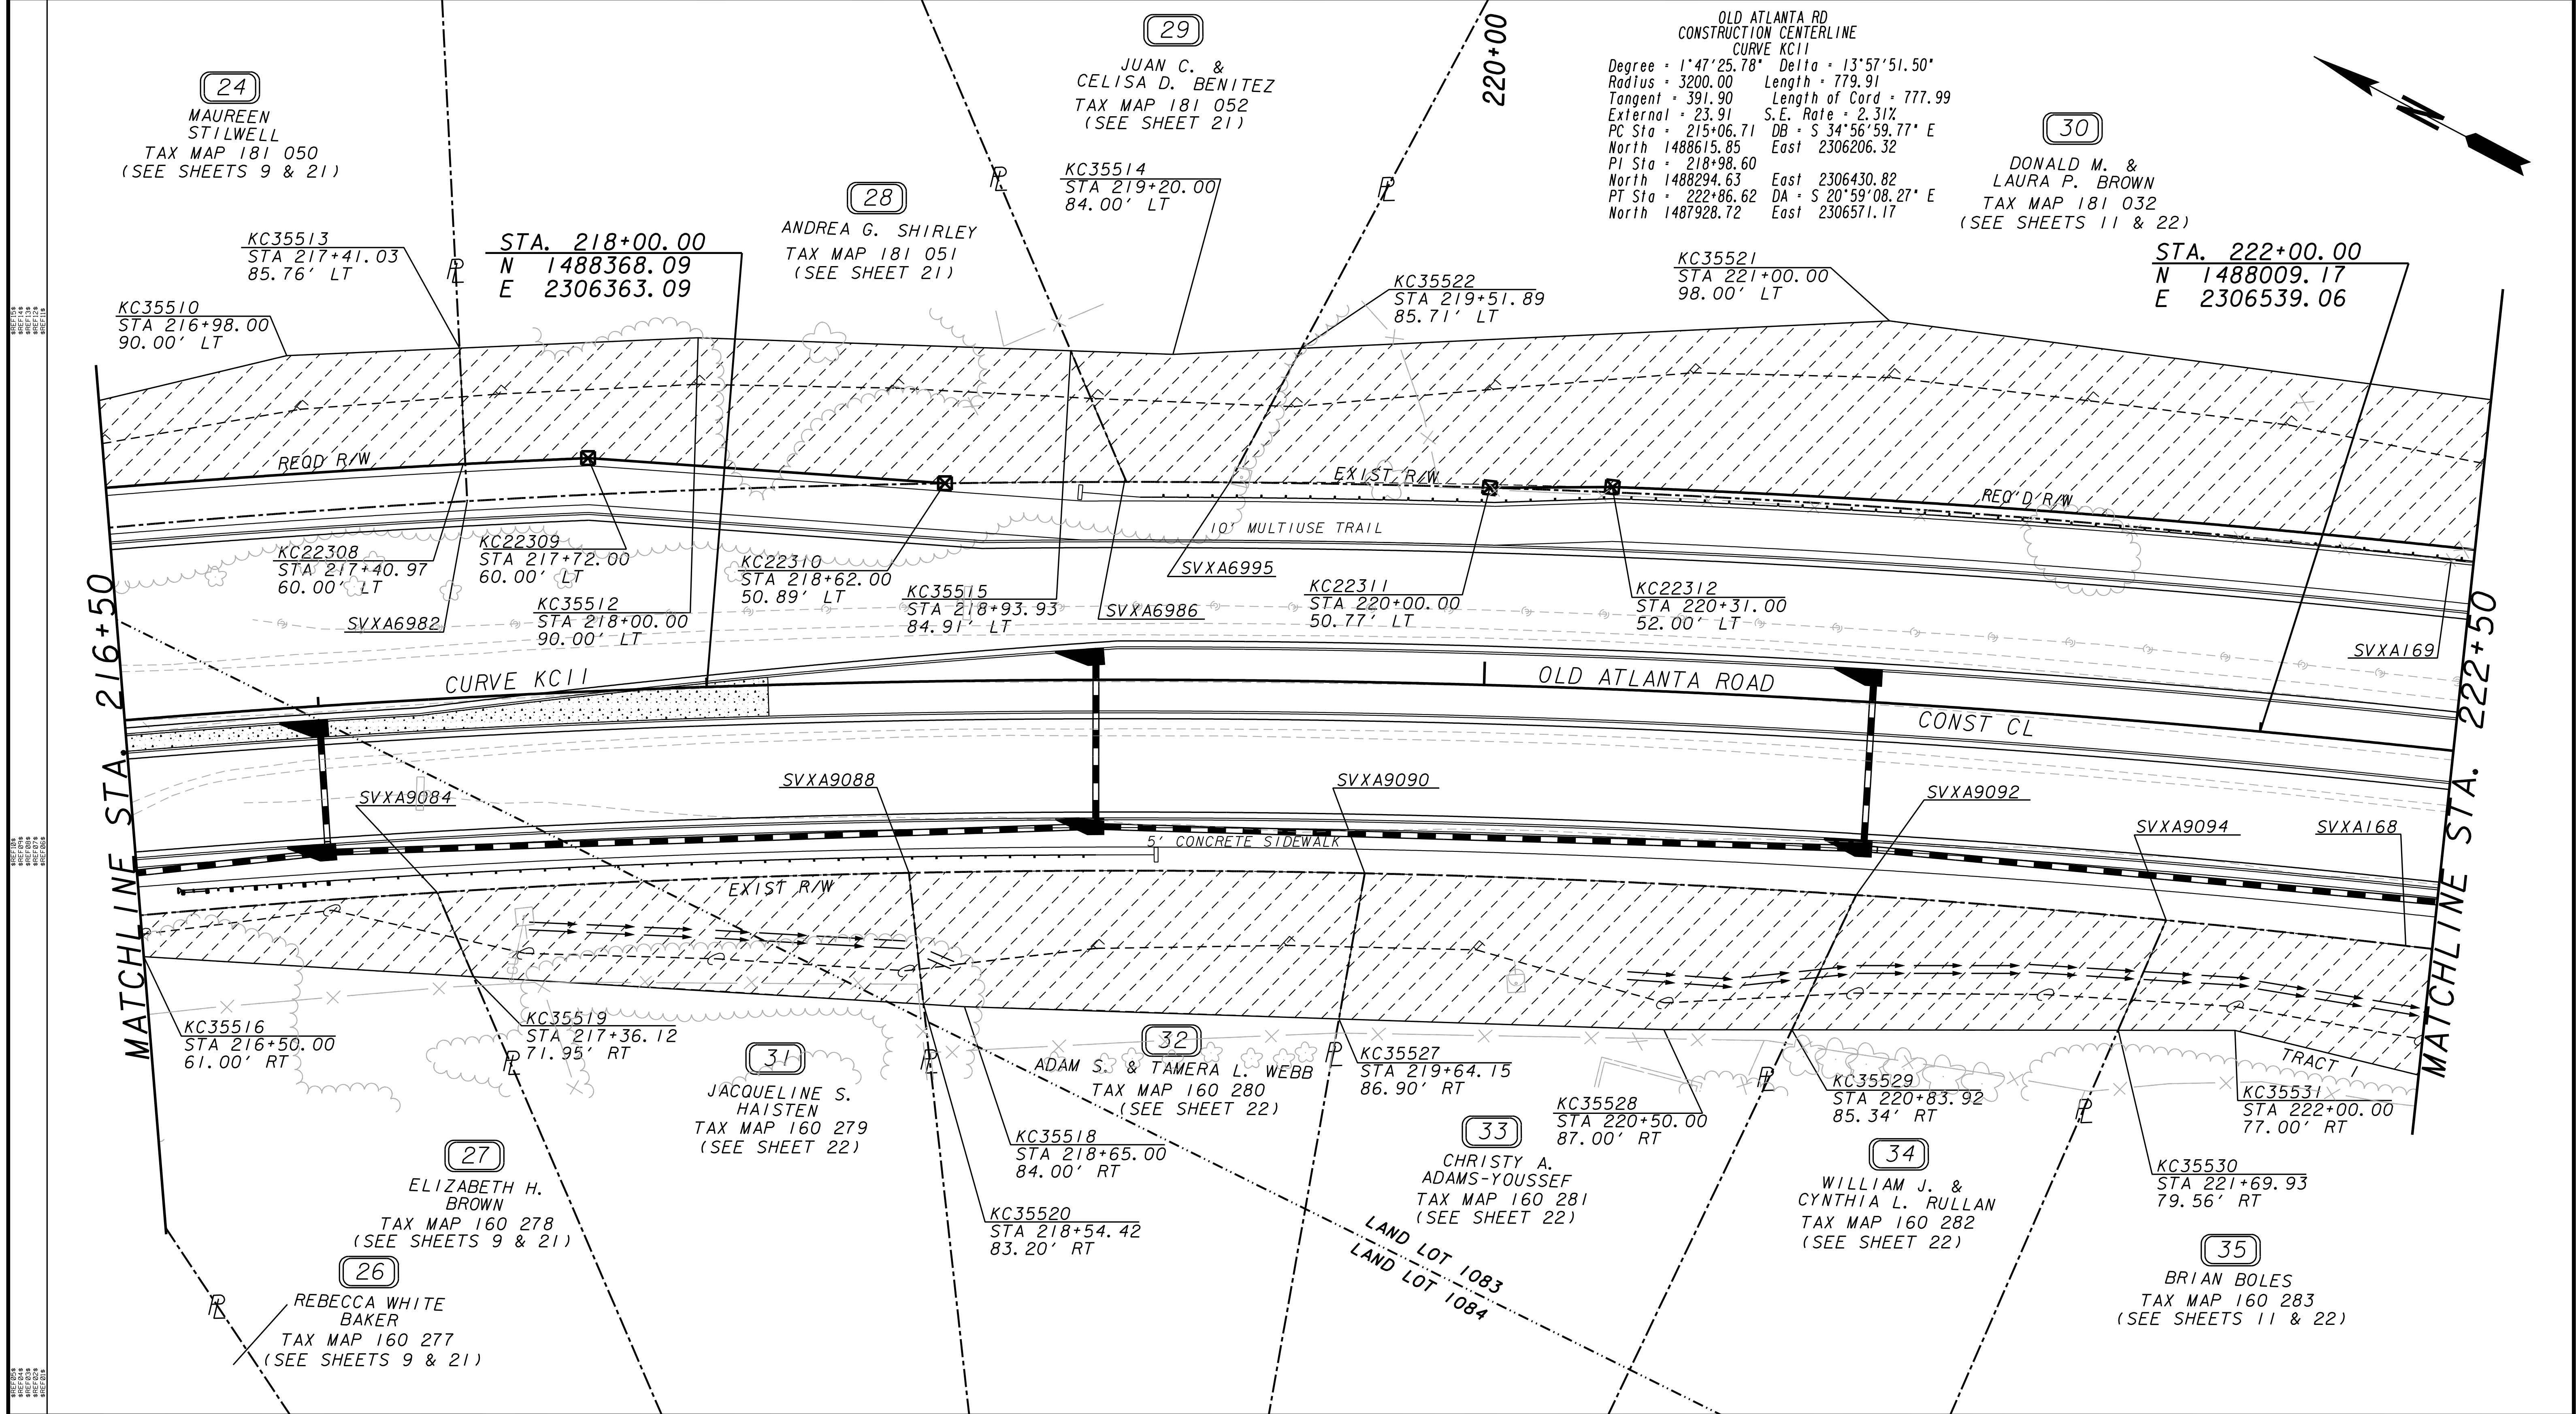 24
MAUREEN
STILWELL
TAX MAP 181 050
(SEE SHEETS 9 & 21)
29
JUAN C. &
CELISA D. BENITEZ
TAX MAP 181 052
(SEE SHEET 21)
220+00
OLD ATLANTA RD
CONSTRUCTION CENTERLINE
CURVE KC11
Degree = 1°47'25.78" Delta = 13°57'51.50"
Radius = 3200.00 Length = 779.91
Tangent = 391.90 Length of Cord = 777.99
External = 23.91 S.E. Rate = 2.31%
PC Sta = 215+06.71 DB = S 34°56'59.77" E
North 1488615.85 East 2306206.32
PI Sta = 218+98.60
North 1488294.63 East 2306430.82
PT Sta = 222+86.62 DA = S 20°59'08.27" E
North 1487928.72 East 2306571.17
N
30
DONALD M. &
LAURA P. BROWN
TAX MAP 181 032
(SEE SHEETS 11 & 22)
28
ANDREA G. SHIRLEY
TAX MAP 181 051
(SEE SHEET 21)
KC35514
STA 219+20.00
84.00' LT
KC35513
STA 217+41.03
85.76' LT
STA. 218+00.00
N 1488368.09
E 2306363.09
KC35510
STA 216+98.00
90.00' LT
KC35522
STA 219+51.89
85.71' LT
KC35521
STA 221+00.00
98.00' LT
STA. 222+00.00
N 1488009.17
E 2306539.06
PL
PL
PL
REQD R/W
EXIST R/W
REQ'D R/W
10' MULTIUSE TRAIL
KC22308
STA 217+40.97
60.00' LT
KC22309
STA 217+72.00
60.00' LT
KC22310
STA 218+62.00
50.89' LT
SVXA6995
KC22311
STA 220+00.00
50.77' LT
KC22312
STA 220+31.00
52.00' LT
SVXA6982
KC35512
STA 218+00.00
90.00' LT
KC35515
STA 218+93.93
84.91' LT
SVXA6986
SVXA169
MATCHLINE STA. 216+50
CURVE KC11
OLD ATLANTA ROAD
CONST CL
MATCHLINE STA. 222+50
SVXA9084
SVXA9088
SVXA9090
SVXA9092
SVXA9094
SVXA168
5' CONCRETE SIDEWALK
EXIST R/W
KC35516
STA 216+50.00
61.00' RT
KC35519
STA 217+36.12
71.95' RT
31
JACQUELINE S.
HAISTEN
TAX MAP 160 279
(SEE SHEET 22)
32
ADAM S. & TAMERA L. WEBB
TAX MAP 160 280
(SEE SHEET 22)
KC35527
STA 219+64.15
86.90' RT
KC35528
STA 220+50.00
87.00' RT
KC35529
STA 220+83.92
85.34' RT
TRACT 1
KC35531
STA 222+00.00
77.00' RT
PL
PL
PL
PL
PL
27
ELIZABETH H.
BROWN
TAX MAP 160 278
(SEE SHEETS 9 & 21)
KC35518
STA 218+65.00
84.00' RT
33
CHRISTY A.
ADAMS-YOUSSEF
TAX MAP 160 281
(SEE SHEET 22)
34
WILLIAM J. &
CYNTHIA L. RULLAN
TAX MAP 160 282
(SEE SHEET 22)
KC35530
STA 221+69.93
79.56' RT
KC35520
STA 218+54.42
83.20' RT
26
REBECCA WHITE
BAKER
TAX MAP 160 277
(SEE SHEETS 9 & 21)
PL
LAND LOT 1083
LAND LOT 1084
35
BRIAN BOLES
TAX MAP 160 283
(SEE SHEETS 11 & 22)